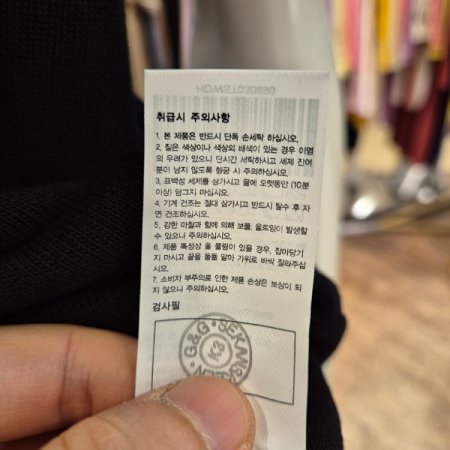 취급시 주의사항
1. 본 제품은 반드시 단독 손세탁 하십시오.
2. 짙은 색상이나 색상의 배색이 있는 경우 이염
의 우려가 있으니 단시간 세탁하시고 세제 잔여
분이 남지 않도록 헹굼 시 주의하십시오.
3. 표백성 세제를 삼가시고 물에 오랫동안 (10분
이상) 담그지 마십시오.
4. 기계 건조는 절대 삼가시고 반드시 탈수 후 자
연 건조하십시오.
5. 강한 마찰과 힘에 의해 보풀, 올트임이 발생할
수 있으니 주의하십시오.
6. 제품 특성상 올 풀림이 있을 경우, 잡아당기
지 마시고 끝을 돌돌 말아 가위로 바싹 잘라주십
시오.
7. 소비자 부주의로 인한 제품 손상은 보상이 되
지 않으니 주의하십시오.
검사필
G&G
K3